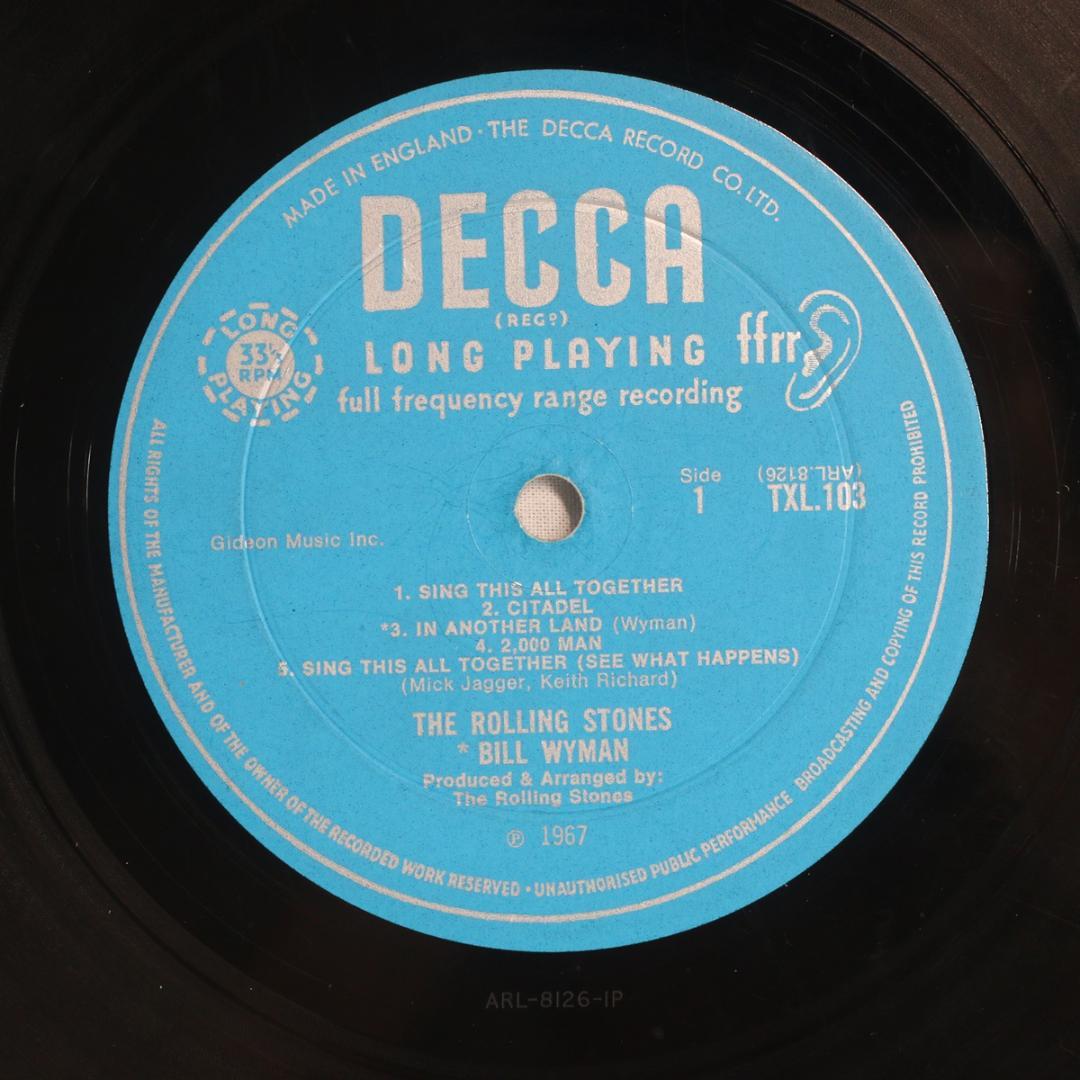 MADE IN ENGLAND · THE DECCA RECORD CO. LTD.
DECCA
(REGD)
LONG PLAYING
ffrr
full frequency range recording
LONG
33⅓
RPM
PLAYING
Side
1
(ARL.8126)
TXL.103
Gideon Music Inc.
1. SING THIS ALL TOGETHER
2. CITADEL
*3. IN ANOTHER LAND (Wyman)
4. 2,000 MAN
5. SING THIS ALL TOGETHER (SEE WHAT HAPPENS)
(Mick Jagger, Keith Richard)
THE ROLLING STONES
* BILL WYMAN
Produced & Arranged by:
The Rolling Stones
℗ 1967
ALL RIGHTS OF THE MANUFACTURER AND OF THE OWNER OF THE RECORDED WORK RESERVED · UNAUTHORISED PUBLIC PERFORMANCE BROADCASTING AND COPYING OF THIS RECORD PROHIBITED
ARL-8126-1P